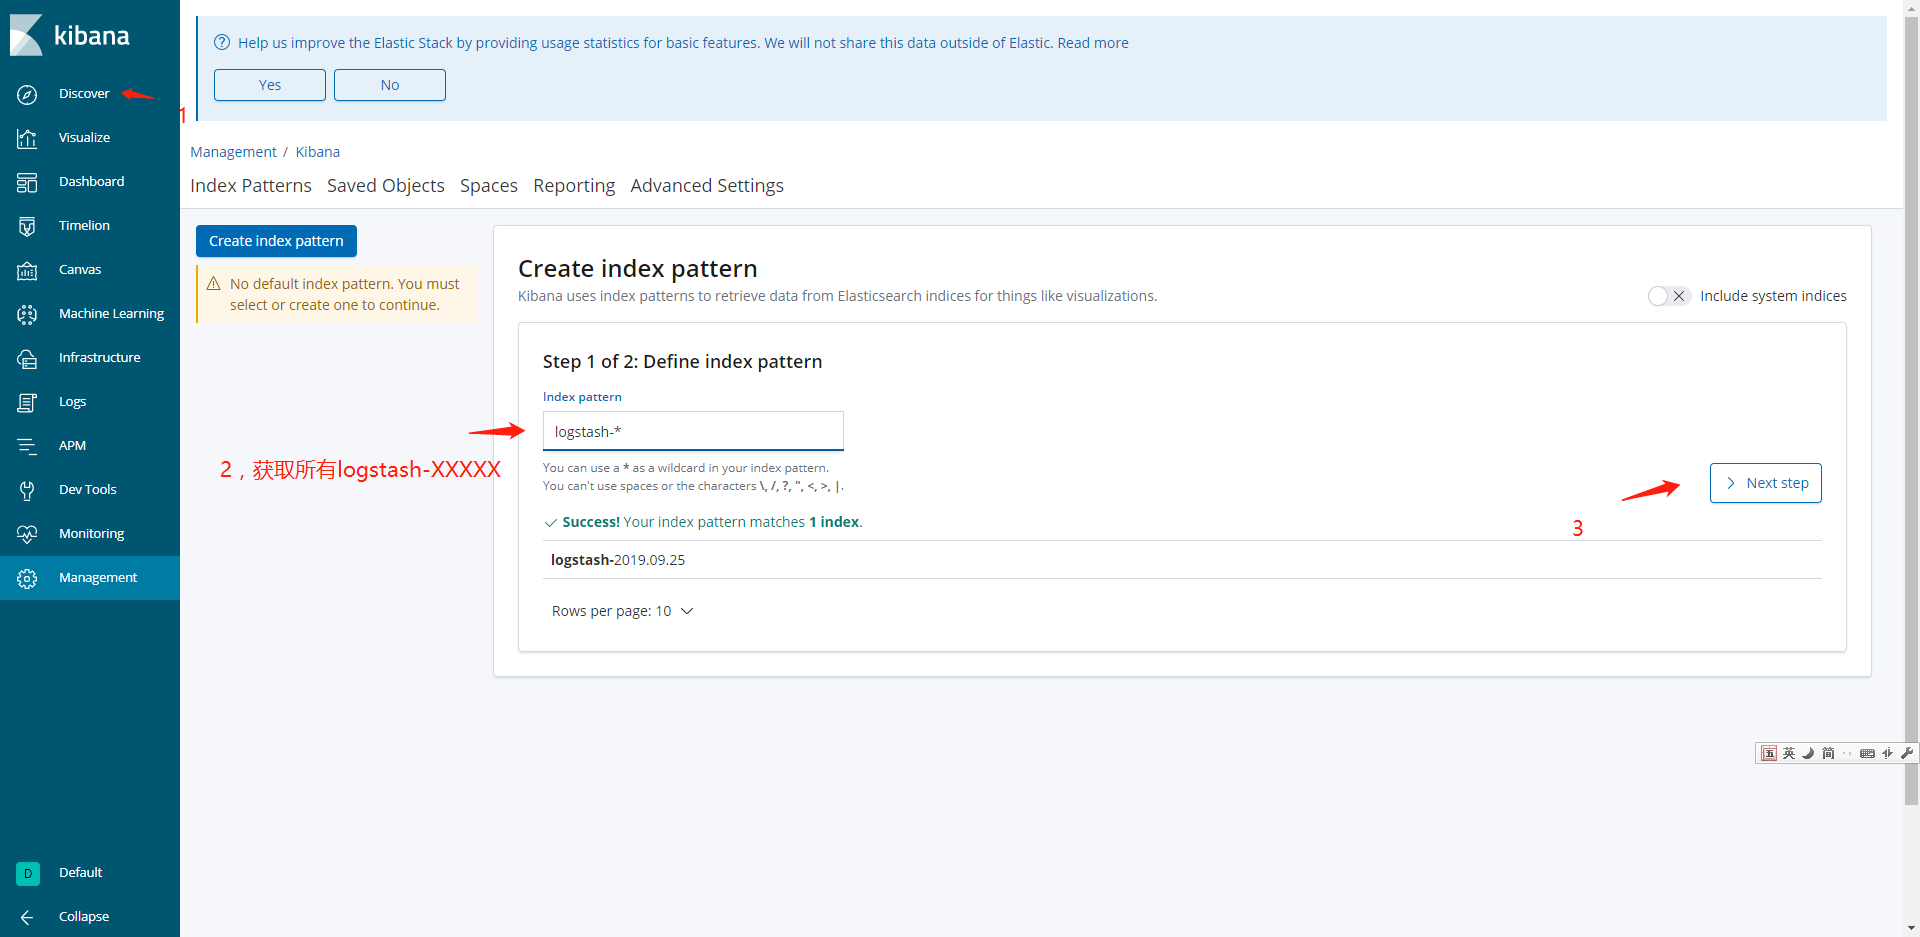 kibana
Discover
Visualize
Dashboard
Timelion
Canvas
Machine Learning
Infrastructure
Logs
APM
Dev Tools
Monitoring
Management
D Default
Collapse
Help us improve the Elastic Stack by providing usage statistics for basic features. We will not share this data outside of Elastic. Read more
Yes No
1
Management / Kibana
Index Patterns Saved Objects Spaces Reporting Advanced Settings
Create index pattern
No default index pattern. You must
select or create one to continue.
Create index pattern
Kibana uses index patterns to retrieve data from Elasticsearch indices for things like visualizations.
Include system indices
Step 1 of 2: Define index pattern
Index pattern
logstash-*
2，获取所有logstash-XXXXX
You can use a * as a wildcard in your index pattern.
You can't use spaces or the characters \, /, ?, ", <, >, |.
Next step
3
Success! Your index pattern matches 1 index.
logstash-2019.09.25
Rows per page: 10
五 英 简